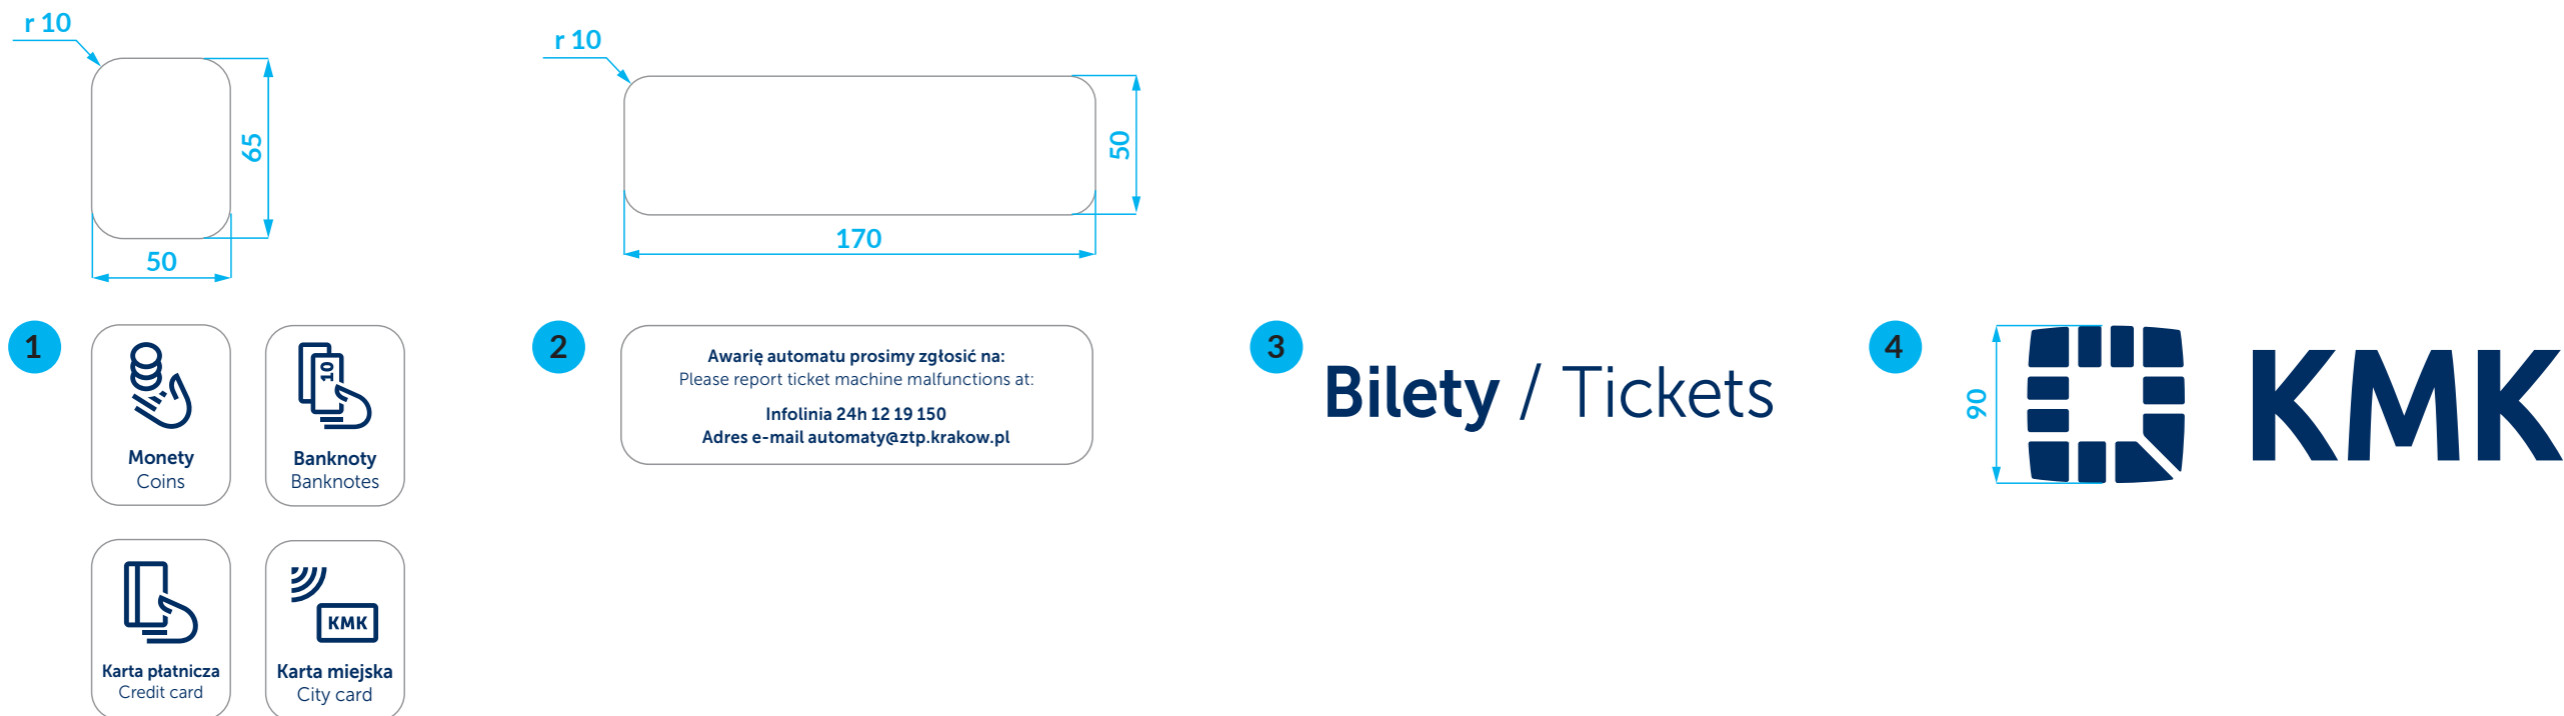 r 10
65
50
r 10
50
170
1
Monety
Coins
10
Banknoty
Banknotes
Karta płatnicza
Credit card
KMK
Karta miejska
City card
2
Awarię automatu prosimy zgłosić na:
Please report ticket machine malfunctions at:
Infolinia 24h 12 19 150
Adres e-mail automaty@ztp.krakow.pl
3
Bilety / Tickets
4
90
KMK